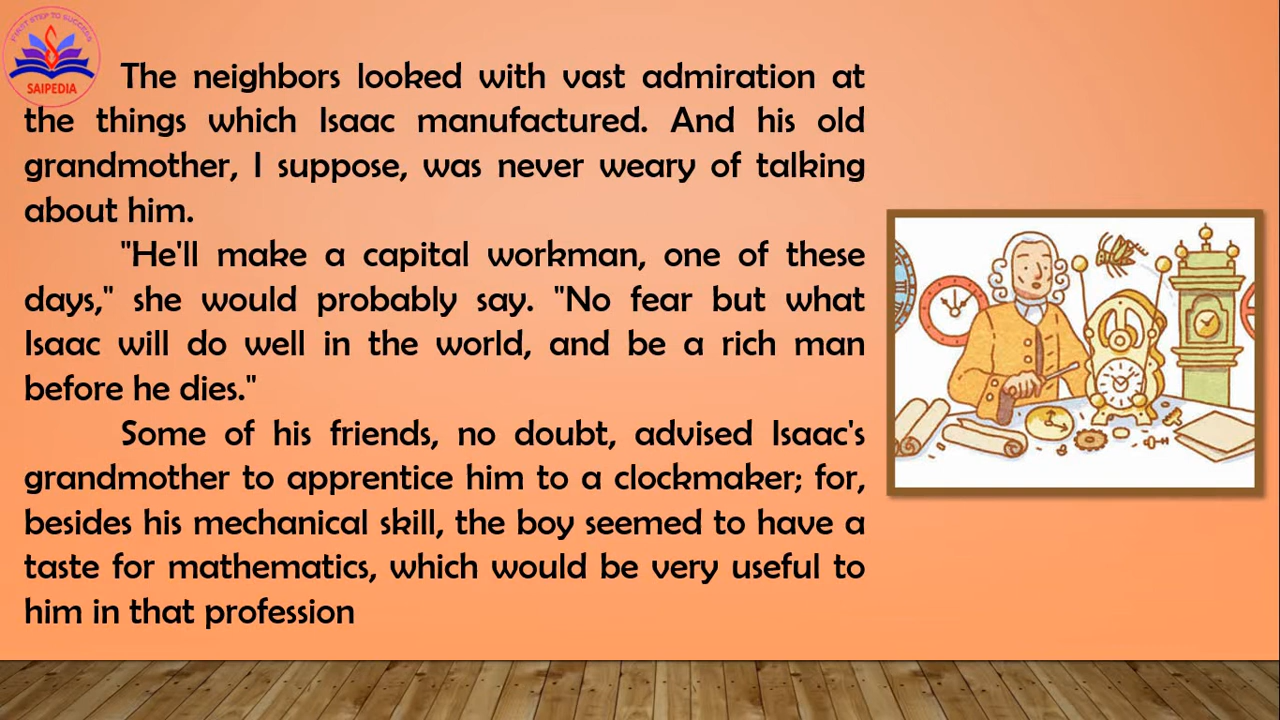 FIRST STEP TO SUCCESS
SAIPEDIA
The neighbors looked with vast admiration at
the things which Isaac manufactured. And his old
grandmother, I suppose, was never weary of talking
about him.
"He'll make a capital workman, one of these
days," she would probably say. "No fear but what
Isaac will do well in the world, and be a rich man
before he dies."
Some of his friends, no doubt, advised Isaac's
grandmother to apprentice him to a clockmaker; for,
besides his mechanical skill, the boy seemed to have a
taste for mathematics, which would be very useful to
him in that profession